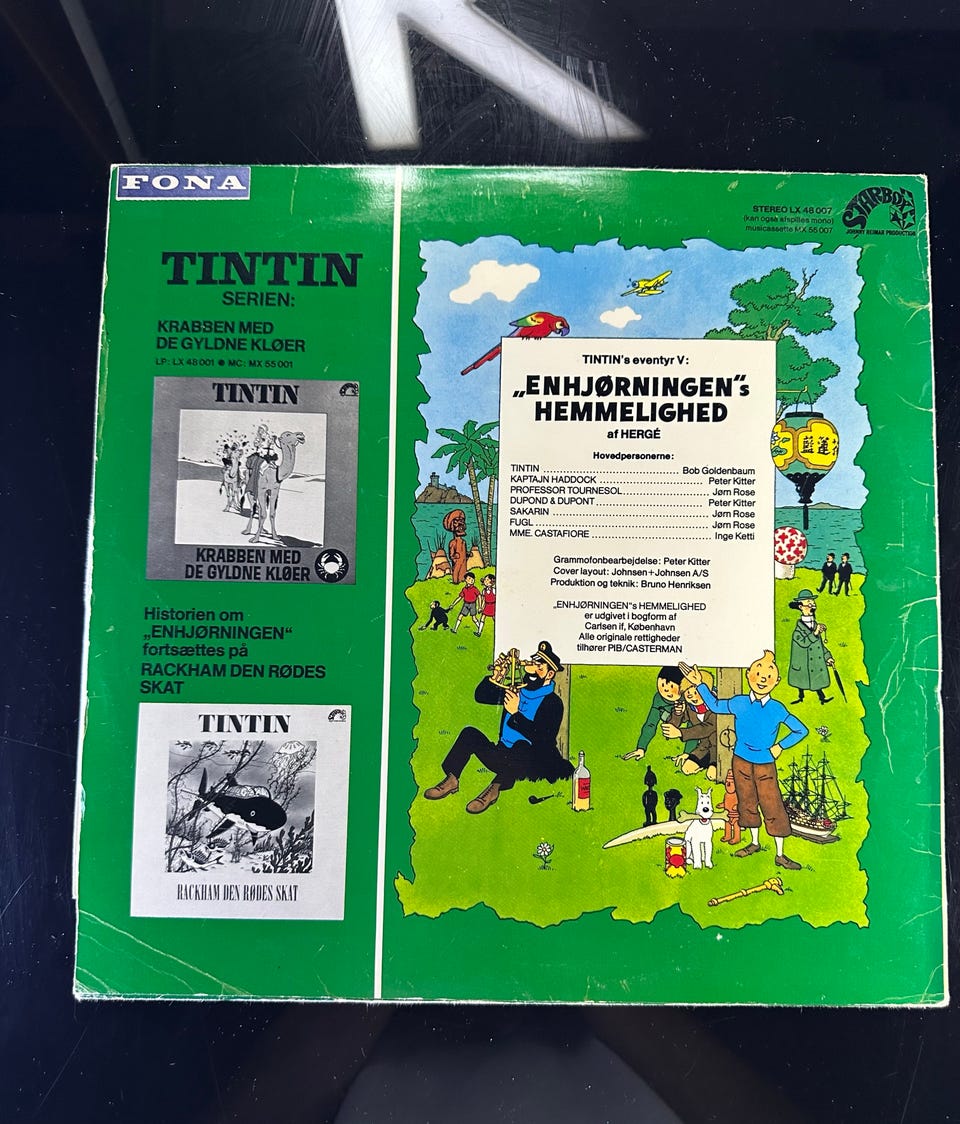 FONA
TINTIN
SERIEN:
KRABBEN MED
DE GYLDNE KLØER
LP: LX 48 001 ● MC: MX 55 001
TINTIN
KRABBEN MED
DE GYLDNE KLØER
Historien om
„ENHJØRNINGEN“
fortsættes på
RACKHAM DEN RØDES
SKAT
TINTIN
RACKHAM DEN RØDES SKAT
STEREO LX 48 007
(kan også afspilles mono)
musicassette MX 55 007
STARBOX
JOHNNY REIMAR PRODUCTION
TINTIN's eventyr V:
„ENHJØRNINGEN“s
HEMMELIGHED
af HERGÉ
Hovedpersonerne:
TINTIN ........ Bob Goldenbaum
KAPTAJN HADDOCK ........ Peter Kitter
PROFESSOR TOURNESOL ........ Jørn Rose
DUPOND & DUPONT ........ Peter Kitter
SAKARIN ........ Jørn Rose
FUGL ........ Jørn Rose
MME. CASTAFIORE ........ Inge Ketti
Grammofonbearbejdelse: Peter Kitter
Cover layout: Johnsen+Johnsen A/S
Produktion og teknik: Bruno Henriksen
„ENHJØRNINGEN“s HEMMELIGHED
er udgivet i bogform af
Carlsen if, København
Alle originale rettigheder
tilhører PIB/CASTERMAN